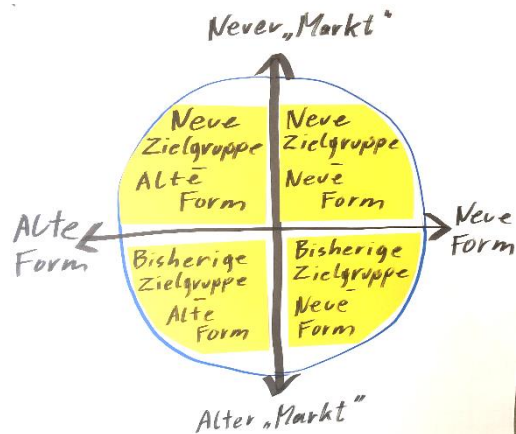 Neuer „Markt"
Neue
Zielgruppe
–
Alte
Form
Neue
Zielgruppe
–
Neue
Form
Alte
Form
Neue
Form
Bisherige
Zielgruppe
–
Alte
Form
Bisherige
Zielgruppe
–
Neue
Form
Alter „Markt"